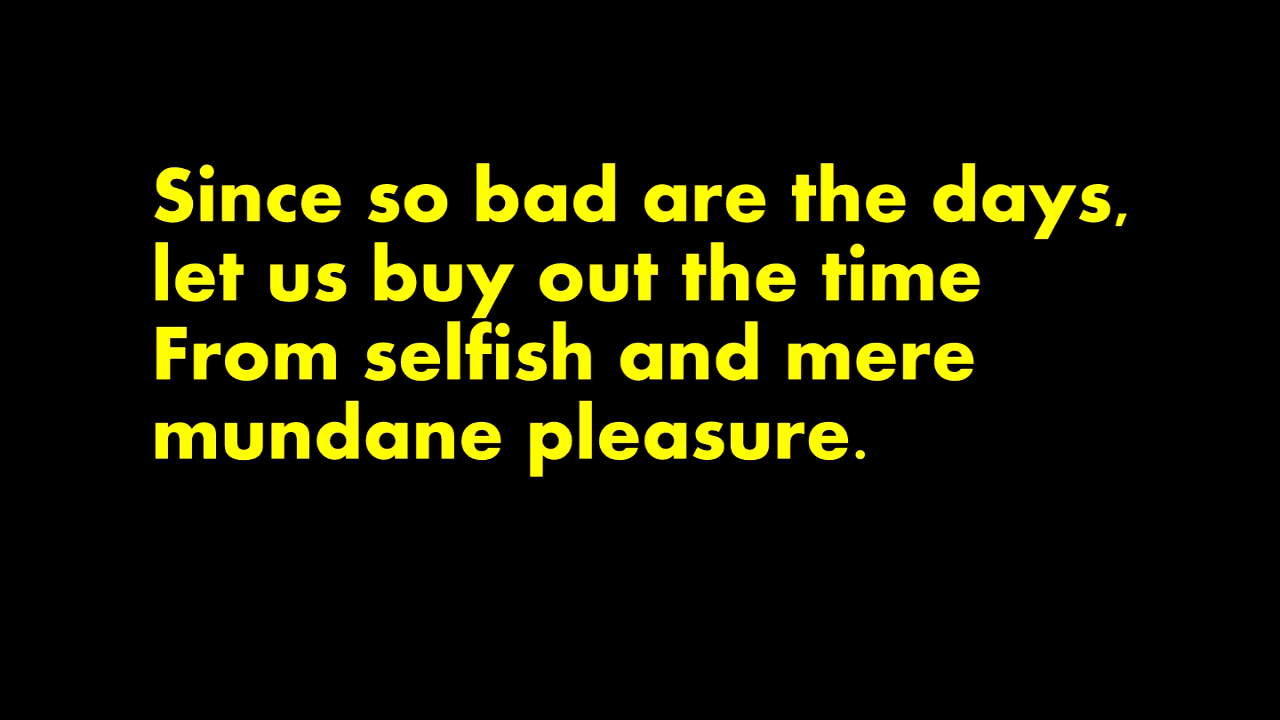 Since so bad are the days,
let us buy out the time
From selfish and mere
mundane pleasure.